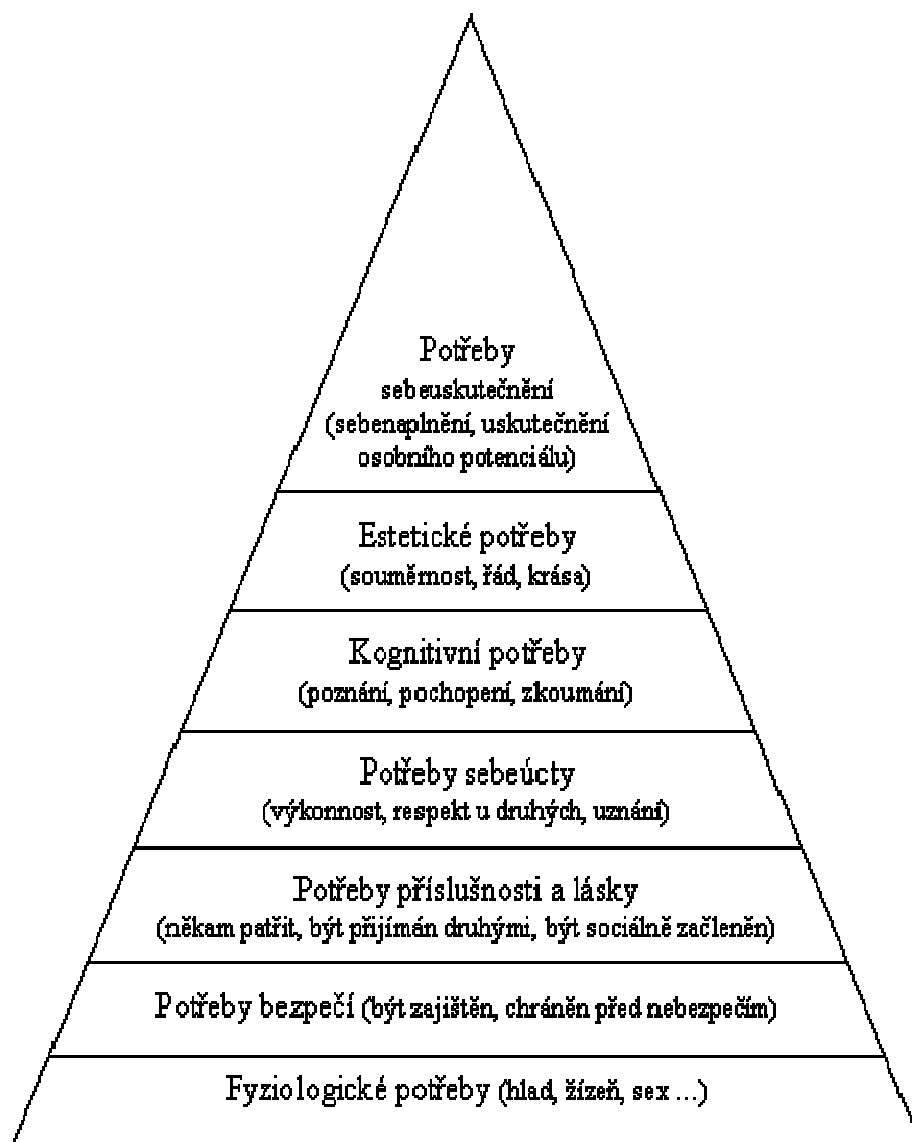 Potřeby
sebeuskutečnění
(sebenaplnění, uskutečnění
osobního potenciálu)
Estetické potřeby
(souměrnost, řád, krása)
Kognitivní potřeby
(poznání, pochopení, zkoumání)
Potřeby sebeúcty
(výkonnost, respekt u druhých, uznání)
Potřeby příslušnosti a lásky
(někam patřit, být přijímán druhými, být sociálně začleněn)
Potřeby bezpečí (být zajištěn, chráněn před nebezpečím)
Fyziologické potřeby (hlad, žízeň, sex ...)